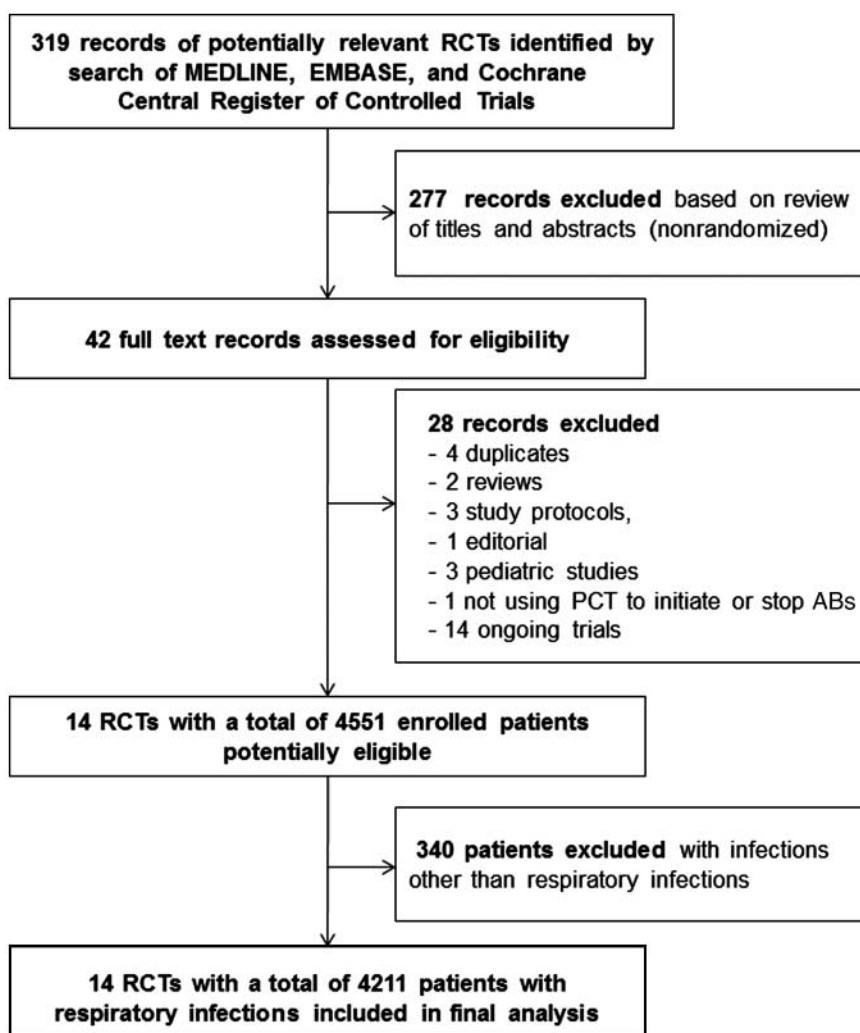 319 records of potentially relevant RCTs identified by
search of MEDLINE, EMBASE, and Cochrane
Central Register of Controlled Trials
277 records excluded based on review
of titles and abstracts (nonrandomized)
42 full text records assessed for eligibility
28 records excluded
- 4 duplicates
- 2 reviews
- 3 study protocols,
- 1 editorial
- 3 pediatric studies
- 1 not using PCT to initiate or stop ABs
- 14 ongoing trials
14 RCTs with a total of 4551 enrolled patients
potentially eligible
340 patients excluded with infections
other than respiratory infections
14 RCTs with a total of 4211 patients with
respiratory infections included in final analysis